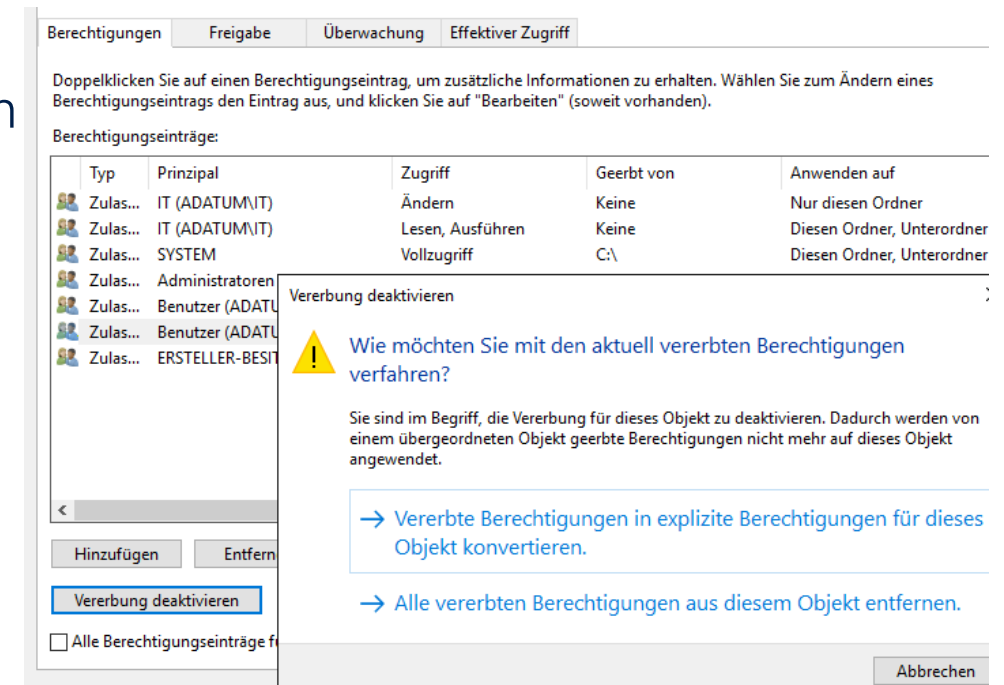 Berechtigungen Freigabe Überwachung Effektiver Zugriff
Doppelklicken Sie auf einen Berechtigungseintrag, um zusätzliche Informationen zu erhalten. Wählen Sie zum Ändern eines
Berechtigungseintrags den Eintrag aus, und klicken Sie auf "Bearbeiten" (soweit vorhanden).
n
Berechtigungseinträge:
Typ Prinzipal Zugriff Geerbt von Anwenden auf
Zulas... IT (ADATUM\IT) Ändern Keine Nur diesen Ordner
Zulas... IT (ADATUM\IT) Lesen, Ausführen Keine Diesen Ordner, Unterordner
Zulas... SYSTEM Vollzugriff C:\ Diesen Ordner, Unterordner
Zulas... Administratoren
Zulas... Benutzer (ADATU
Zulas... Benutzer (ADATU
Zulas... ERSTELLER-BESIT
Vererbung deaktivieren
Wie möchten Sie mit den aktuell vererbten Berechtigungen
verfahren?
Sie sind im Begriff, die Vererbung für dieses Objekt zu deaktivieren. Dadurch werden von
einem übergeordneten Objekt geerbte Berechtigungen nicht mehr auf dieses Objekt
angewendet.
→ Vererbte Berechtigungen in explizite Berechtigungen für dieses
Objekt konvertieren.
→ Alle vererbten Berechtigungen aus diesem Objekt entfernen.
Abbrechen
Hinzufügen Entfern
Vererbung deaktivieren
Alle Berechtigungseinträge f